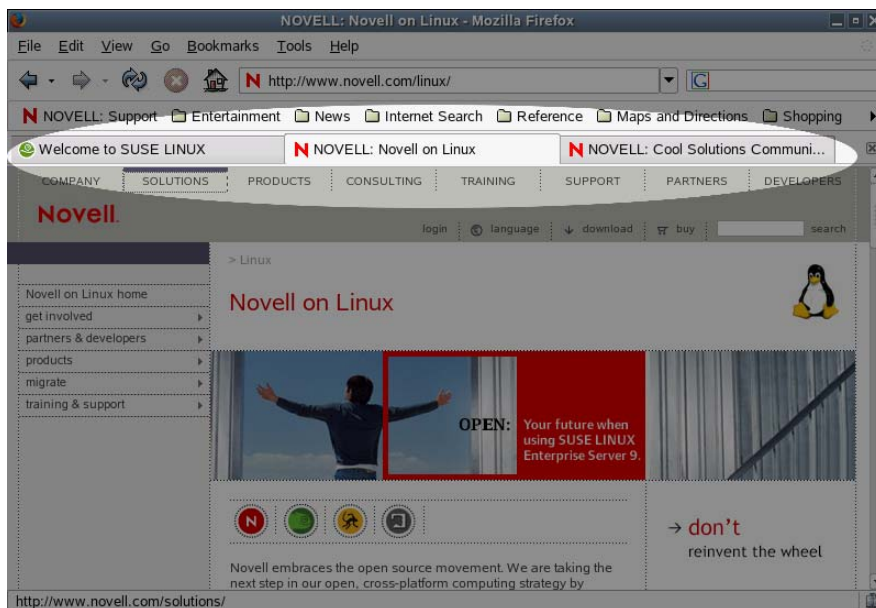 NOVELL: Novell on Linux - Mozilla Firefox
File Edit View Go Bookmarks Tools Help
N http://www.novell.com/linux/ G
N NOVELL: Support Entertainment News Internet Search Reference Maps and Directions Shopping
Welcome to SUSE LINUX N NOVELL: Novell on Linux N NOVELL: Cool Solutions Communi...
COMPANY SOLUTIONS PRODUCTS CONSULTING TRAINING SUPPORT PARTNERS DEVELOPERS
Novell.
login language download buy search
> Linux
Novell on Linux home
get involved
partners & developers
products
migrate
training & support
Novell on Linux
OPEN: Your future when
using SUSE LINUX
Enterprise Server 9.
N
→ don't
reinvent the wheel
Novell embraces the open source movement. We are taking the
next step in our open, cross-platform computing strategy by
http://www.novell.com/solutions/